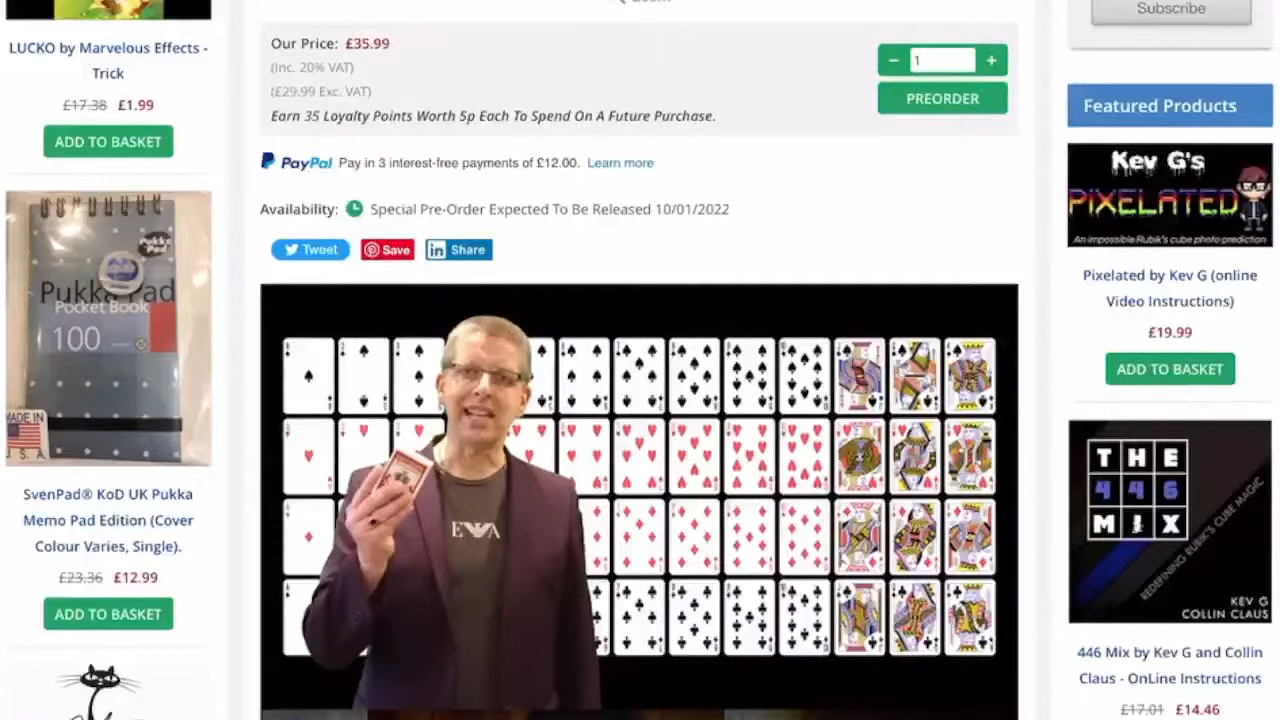 LUCKO by Marvelous Effects -
Trick
£17.38 £1.99
ADD TO BASKET
Pukka Pad
Pukka Pad
Pocket Book
100
MADE IN
U.S.A
SvenPad® KoD UK Pukka
Memo Pad Edition (Cover
Colour Varies, Single).
£23.36 £12.99
ADD TO BASKET
Our Price: £35.99
(Inc. 20% VAT)
(£29.99 Exc. VAT)
Earn 35 Loyalty Points Worth 5p Each To Spend On A Future Purchase.
− 1 +
PREORDER
PayPal Pay in 3 interest-free payments of £12.00. Learn more
Availability: Special Pre-Order Expected To Be Released 10/01/2022
Tweet Save Share
Subscribe
Featured Products
Kev G's
PIXELATED
An impossible Rubik's cube photo prediction
Pixelated by Kev G (online
Video Instructions)
£19.99
ADD TO BASKET
THE
446
MIX
REDEFINING RUBIK'S CUBE MAGIC
KEV G
COLLIN CLAUS
446 Mix by Kev G and Collin
Claus - OnLine Instructions
£17.01 £14.46